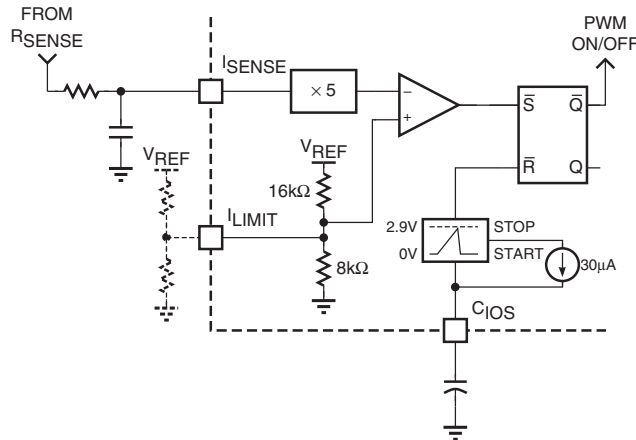 FROM
RSENSE
ISENSE
× 5
−
+
PWM
ON/OFF
S̅ Q̅
R̅ Q
VREF
VREF
16kΩ
ILIMIT
8kΩ
2.9V STOP
0V START
30µA
CIOS